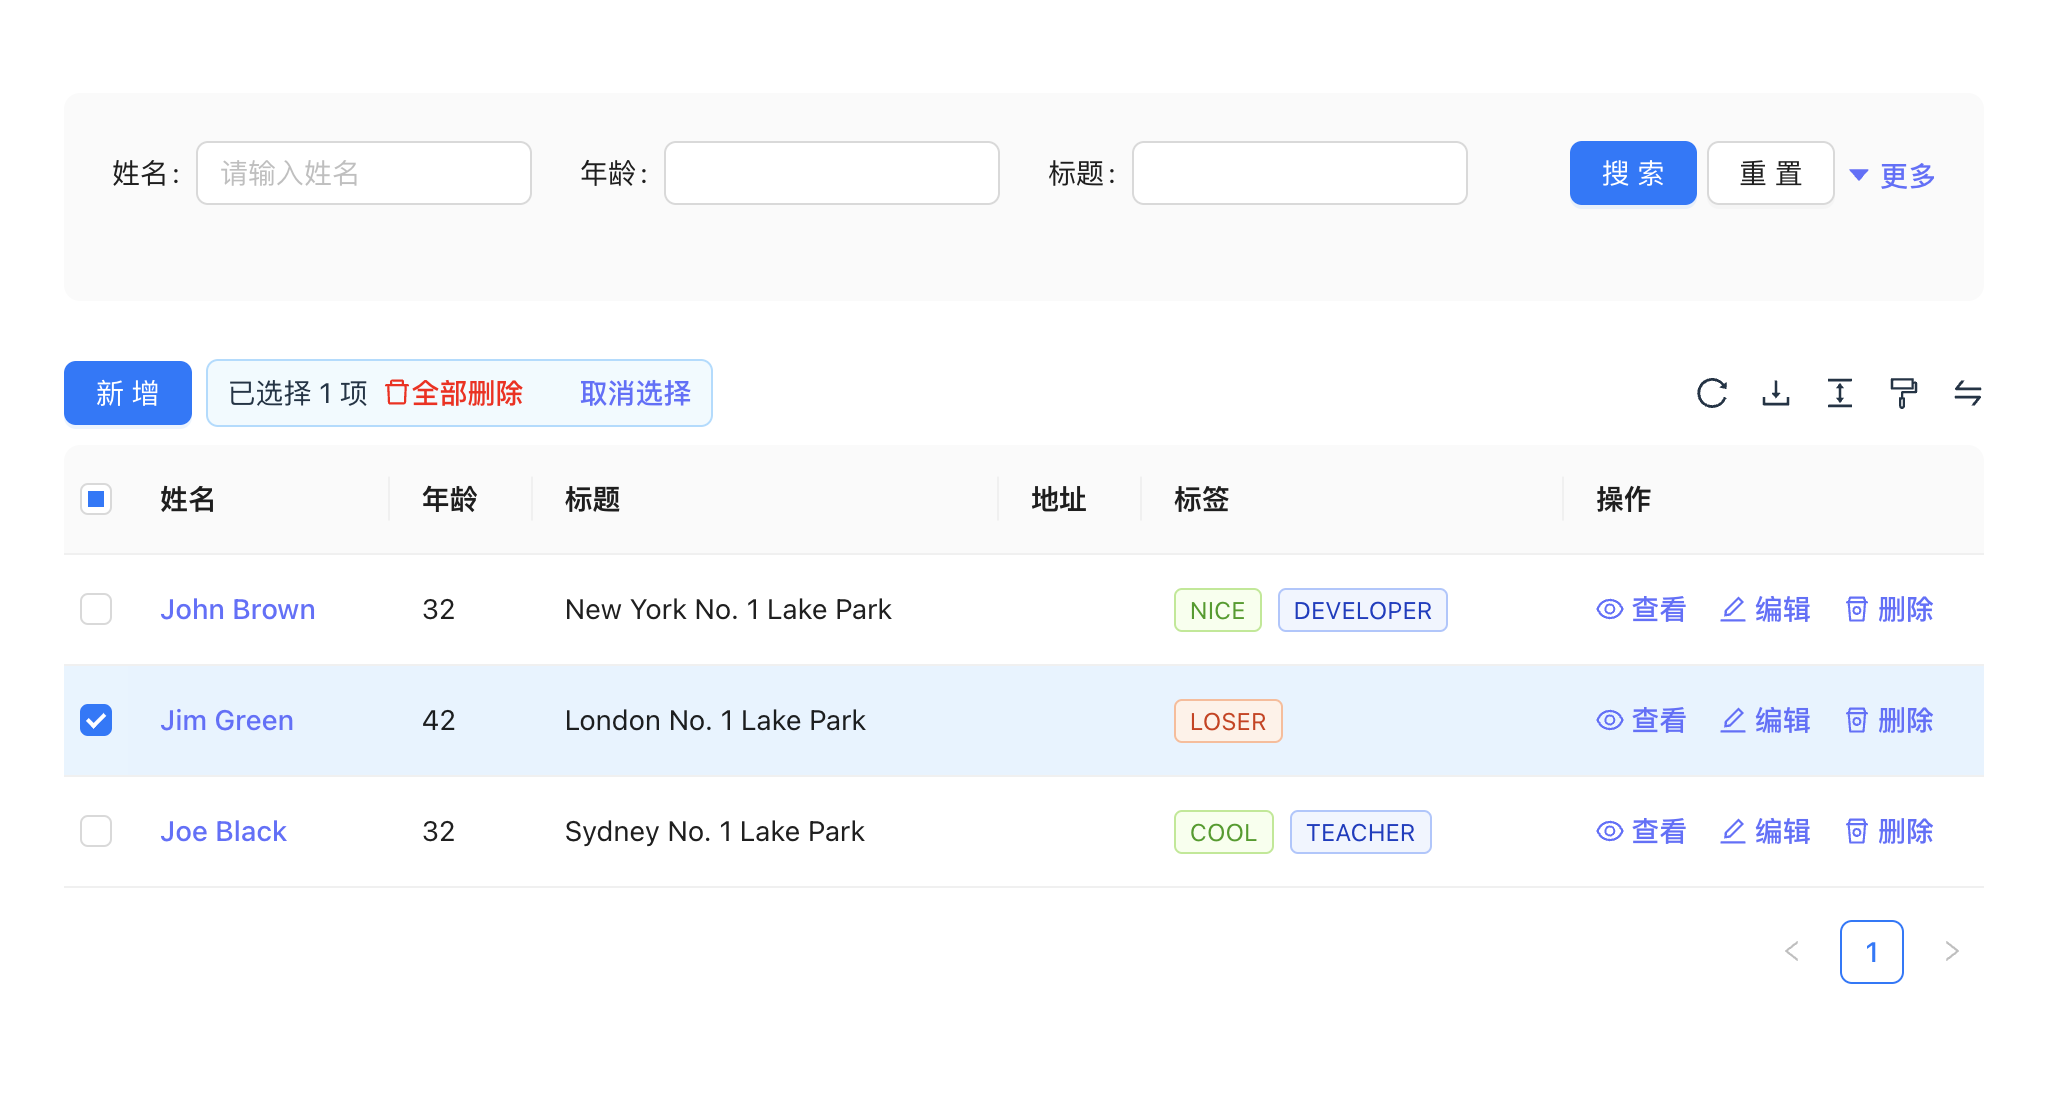 姓名: 请输入姓名 年龄: 标题: 搜 索 重 置 更多
新 增 已选择 1 项 全部删除 取消选择
姓名 年龄 标题 地址 标签 操作
John Brown 32 New York No. 1 Lake Park NICE DEVELOPER 查看 编辑 删除
Jim Green 42 London No. 1 Lake Park LOSER 查看 编辑 删除
Joe Black 32 Sydney No. 1 Lake Park COOL TEACHER 查看 编辑 删除
1